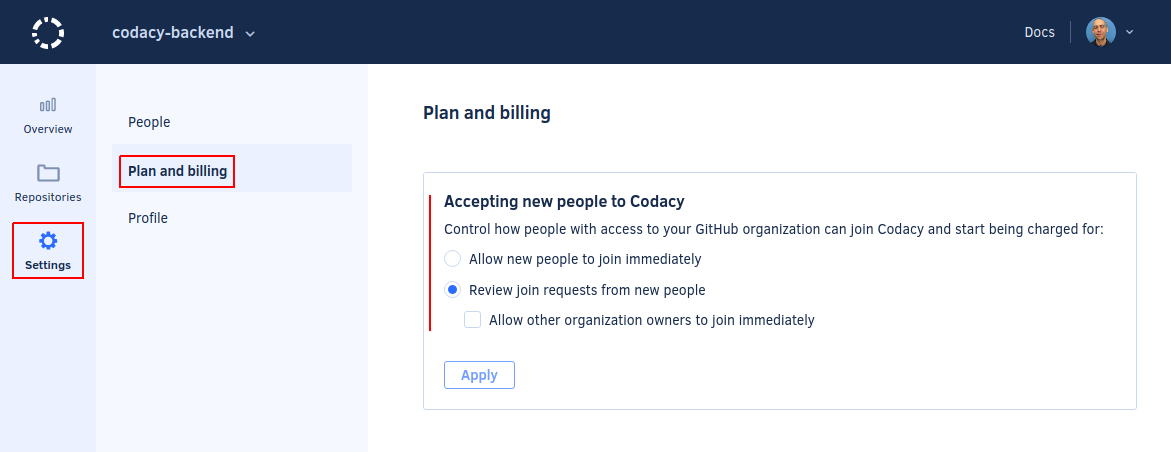 codacy-backend
Docs
Overview
Repositories
Settings
People
Plan and billing
Profile
Plan and billing
Accepting new people to Codacy
Control how people with access to your GitHub organization can join Codacy and start being charged for:
Allow new people to join immediately
Review join requests from new people
Allow other organization owners to join immediately
Apply